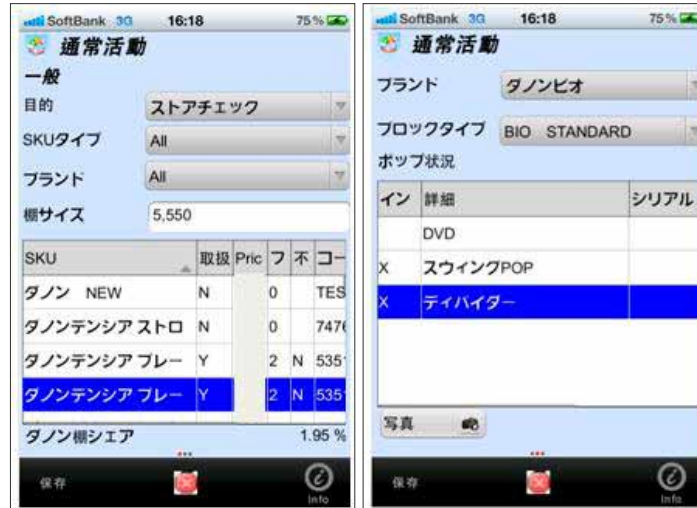 SoftBank 3G 16:18 75%
通常活動
一般
目的 ストアチェック
SKUタイプ All
ブランド All
棚サイズ 5,550
SKU 取扱 Pric フ 不 コー
ダノン NEW N 0 TES
ダノンデンシア ストロ N 0 7476
ダノンデンシア プレー Y 2 N 5351
ダノンデンシア プレー Y 2 N 535
ダノン棚シェア 1.95 %
保存 Info
SoftBank 3G 16:18 75%
通常活動
ブランド ダノンビオ
ブロックタイプ BIO STANDARD
ポップ状況
イン 詳細 シリアル
DVD
X スウィングPOP
X ディバイダー
写真
保存 Info